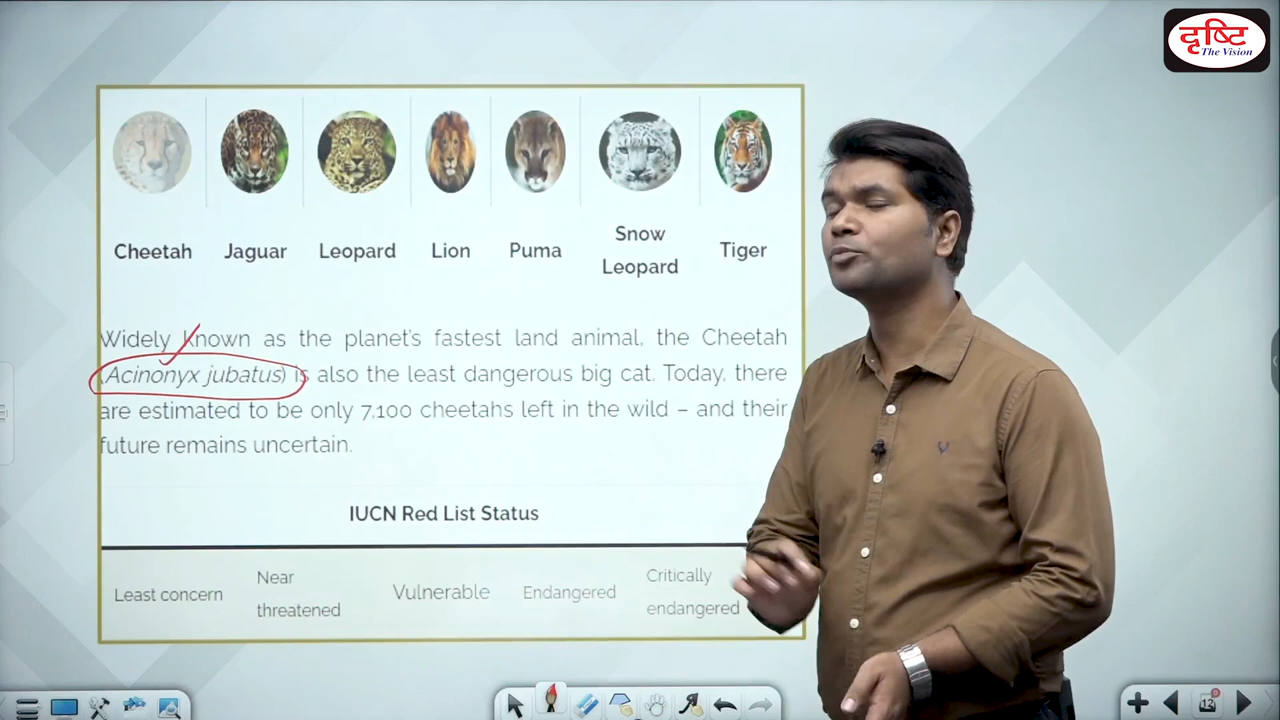 दृष्टि
The Vision
Cheetah
Jaguar
Leopard
Lion
Puma
Snow
Leopard
Tiger
Widely Known as the planet's fastest land animal, the Cheetah
(Acinonyx jubatus) is also the least dangerous big cat. Today, there
are estimated to be only 7,100 cheetahs left in the wild – and their
future remains uncertain.
IUCN Red List Status
Least concern
Near
threatened
Vulnerable
Endangered
Critically
endangered
12